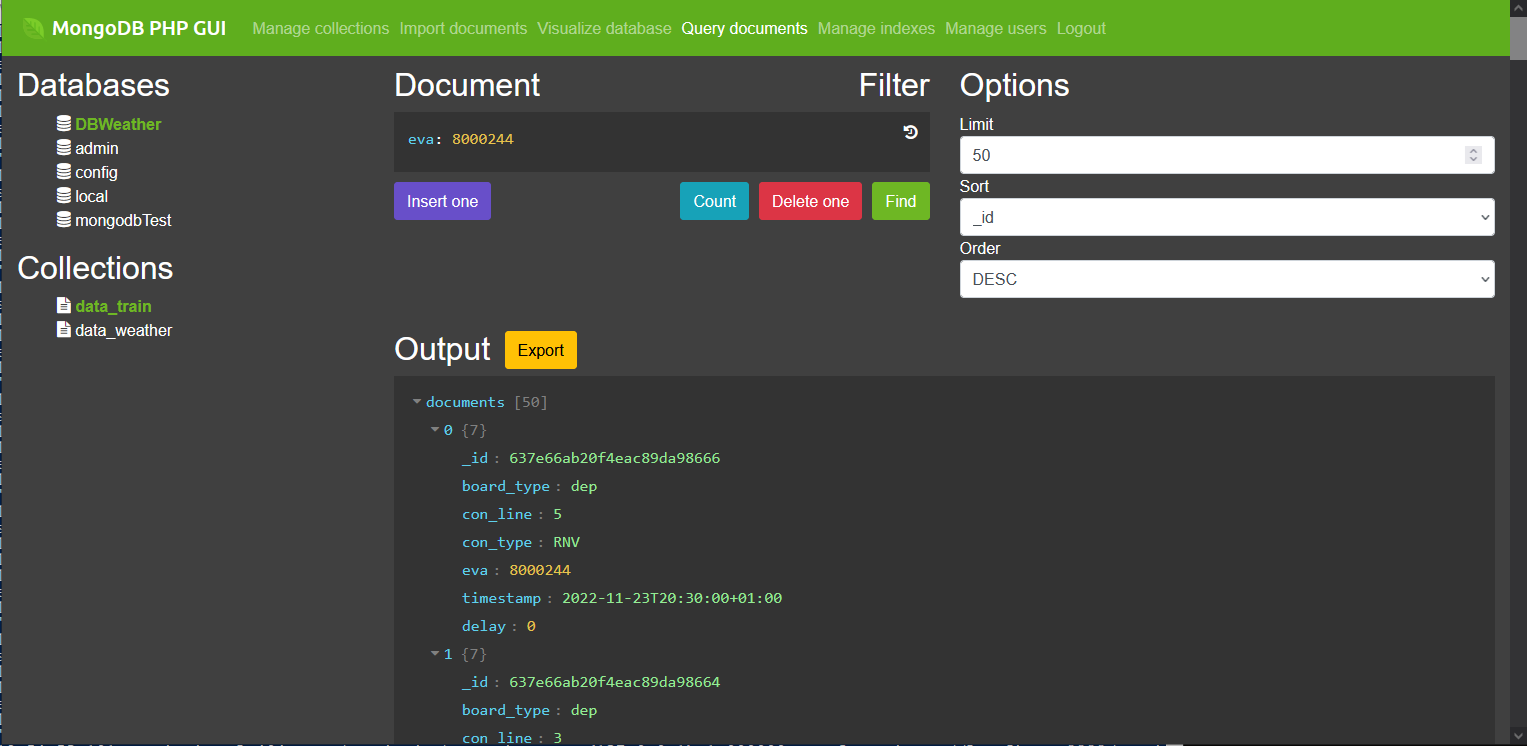 MongoDB PHP GUI Manage collections Import documents Visualize database Query documents Manage indexes Manage users Logout
Databases
DBWeather
admin
config
local
mongodbTest
Collections
data_train
data_weather
Document Filter
eva: 8000244
Insert one Count Delete one Find
Options
Limit
50
Sort
_id
Order
DESC
Output Export
documents [50]
0 {7}
_id : 637e66ab20f4eac89da98666
board_type : dep
con_line : 5
con_type : RNV
eva : 8000244
timestamp : 2022-11-23T20:30:00+01:00
delay : 0
1 {7}
_id : 637e66ab20f4eac89da98664
board_type : dep
con_line : 3